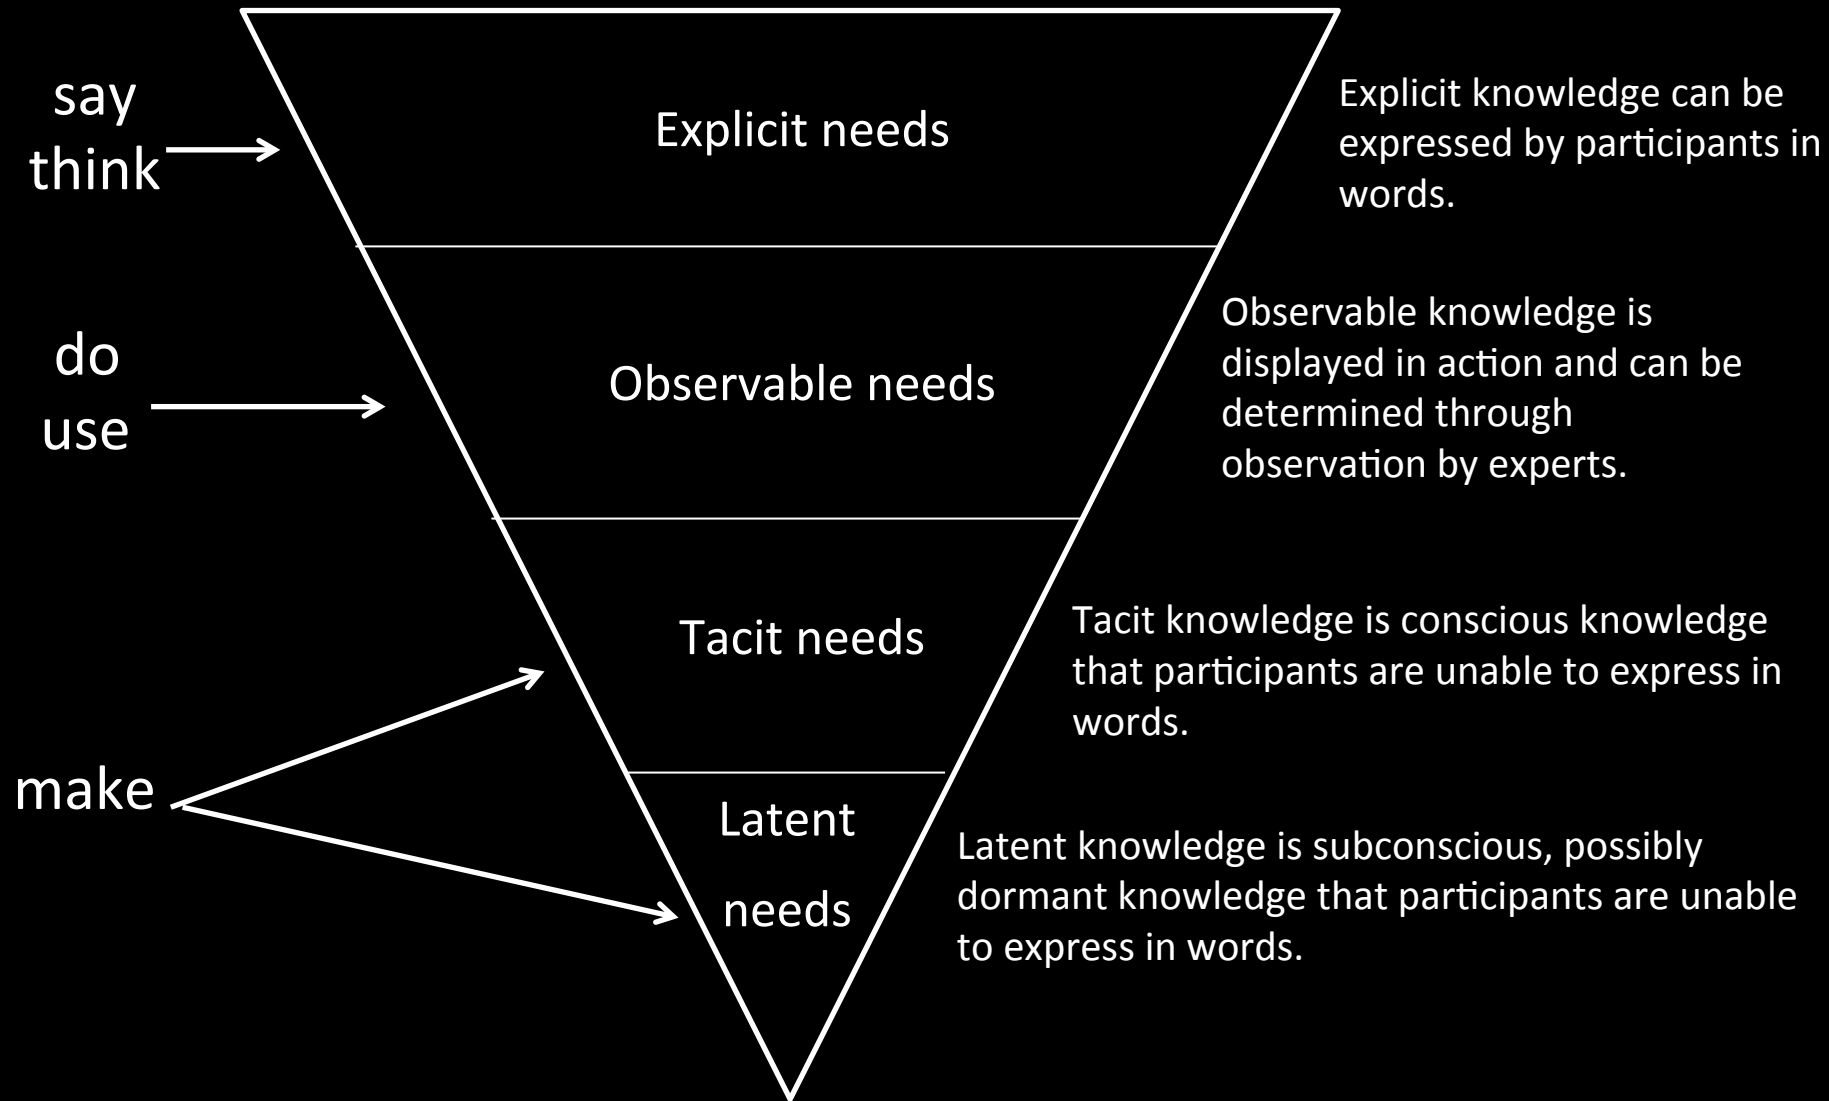 say
think
Explicit needs
Explicit knowledge can be
expressed by participants in
words.
do
use
Observable needs
Observable knowledge is
displayed in action and can be
determined through
observation by experts.
make
Tacit needs
Tacit knowledge is conscious knowledge
that participants are unable to express in
words.
Latent
needs
Latent knowledge is subconscious, possibly
dormant knowledge that participants are unable
to express in words.